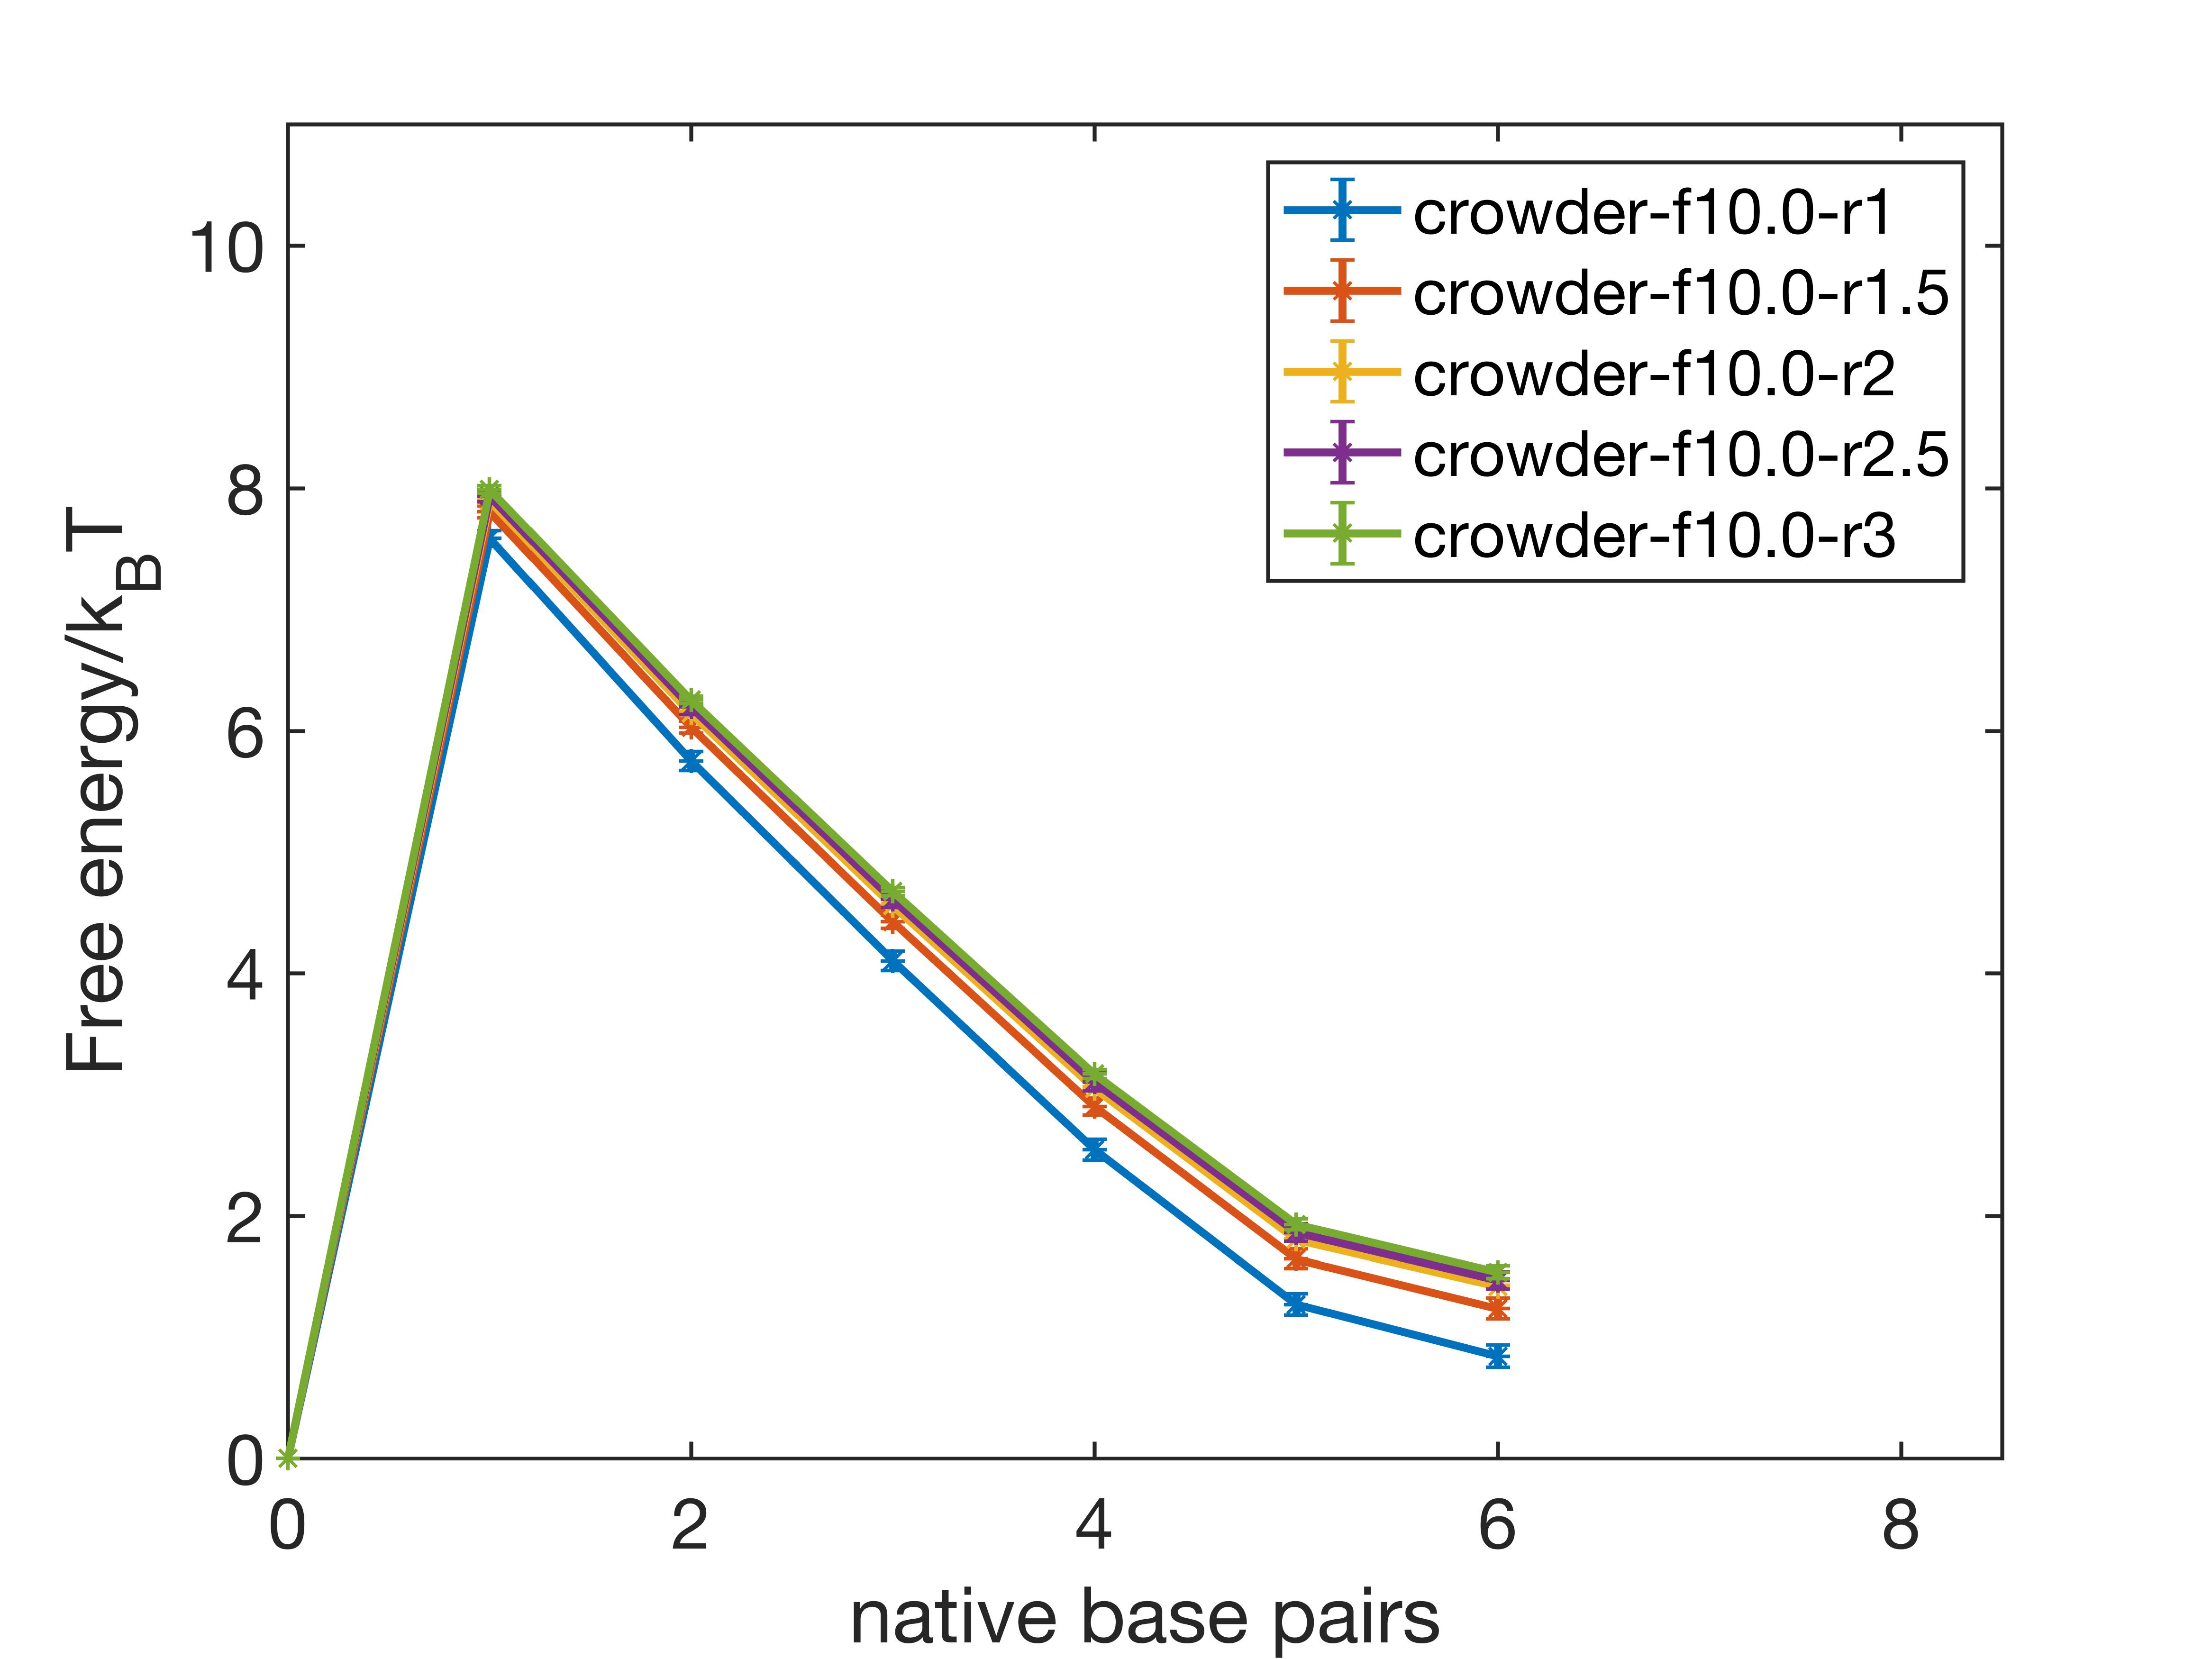 crowder-f10.0-r1
crowder-f10.0-r1.5
crowder-f10.0-r2
crowder-f10.0-r2.5
crowder-f10.0-r3
Free energy/k_BT
10
8
6
4
2
0
0 2 4 6 8
native base pairs